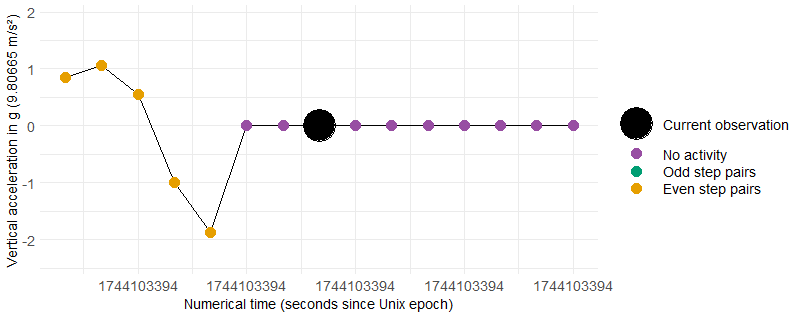 Vertical acceleration in g (9.80665 m/s²)
2
1
0
-1
-2
1744103394 1744103394 1744103394 1744103394 1744103394
Numerical time (seconds since Unix epoch)
Current observation
No activity
Odd step pairs
Even step pairs